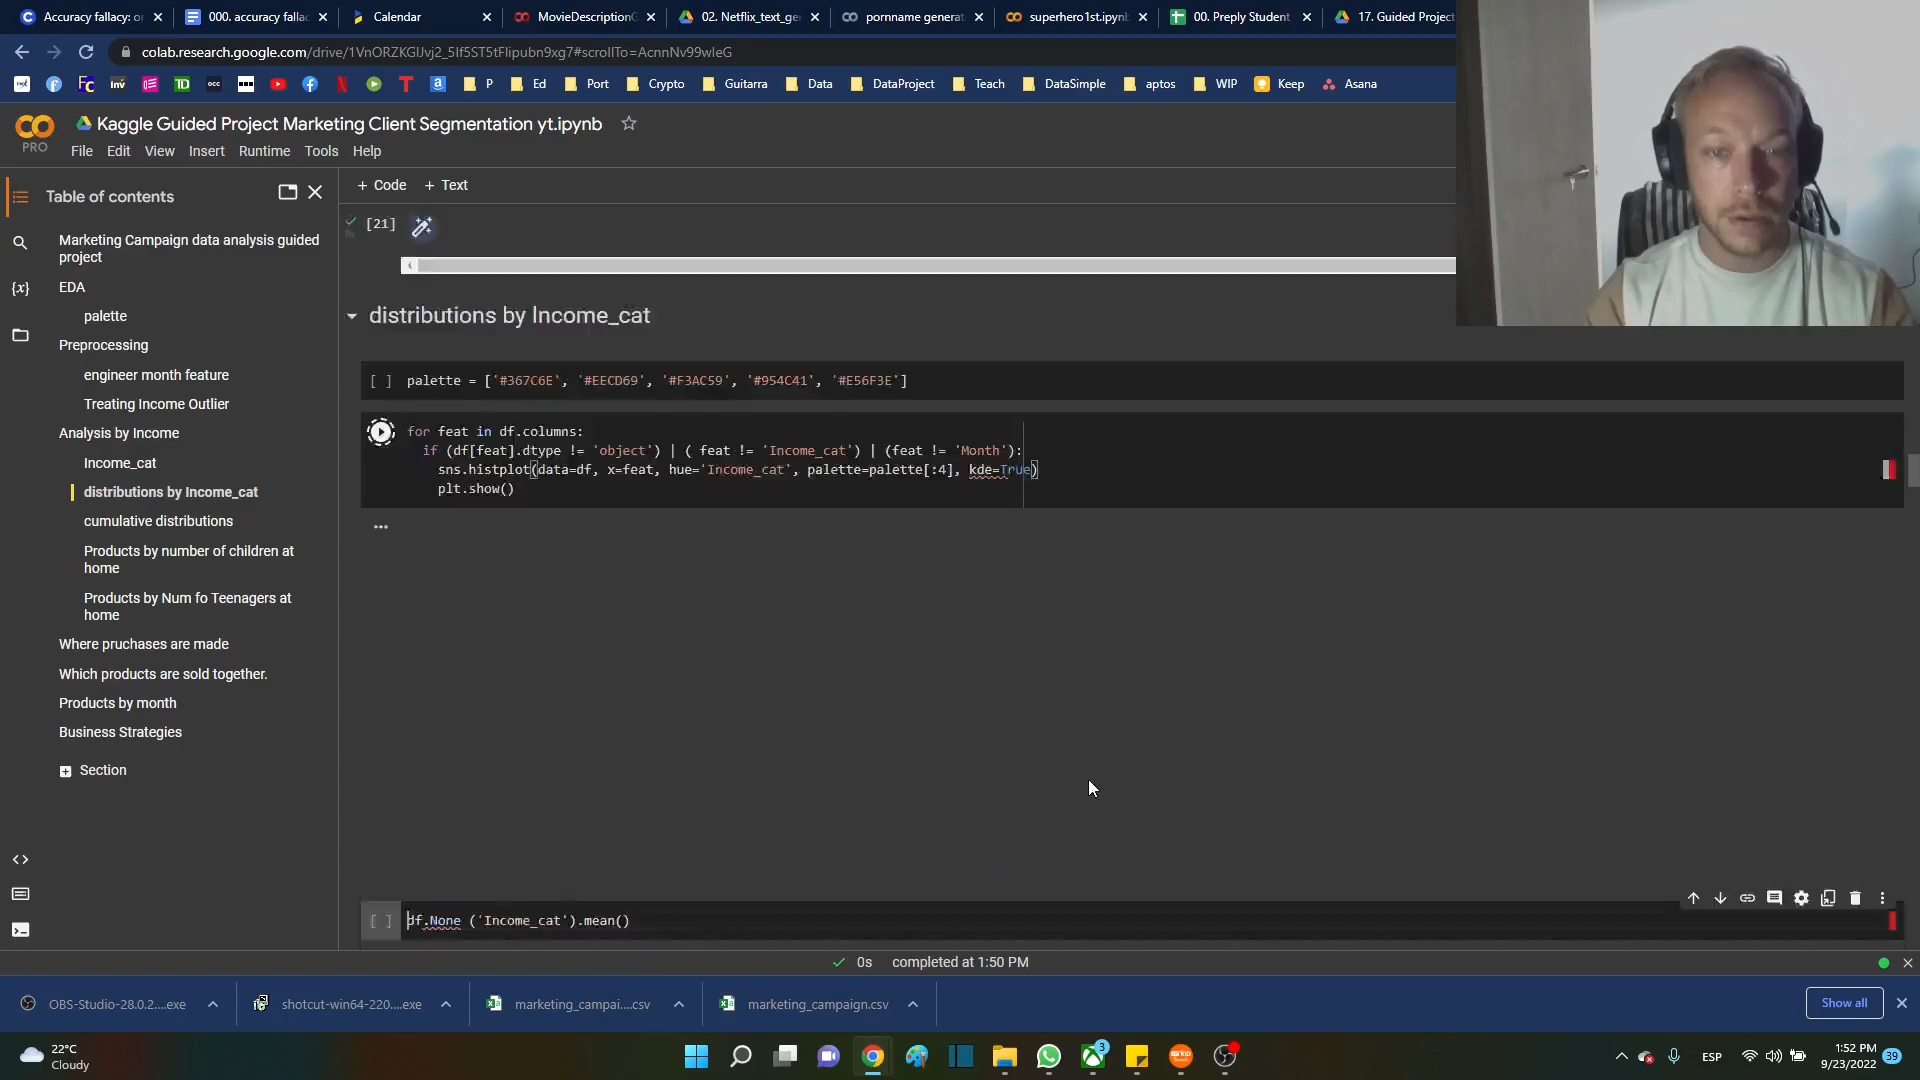 Accuracy fallacy: or
000. accuracy falla
Calendar
MovieDescriptionG
02. Netflix_text_ge
pornname generat
superhero1st.ipynb
00. Preply Student
17. Guided Project
colab.research.google.com/drive/1VnORZKGIJvj2_5If5ST5tFlipubn9xg7#scrollTo=AcnnNv99wleG
P
Ed
Port
Crypto
Guitarra
Data
DataProject
Teach
DataSimple
aptos
WIP
Keep
Asana
PRO
Kaggle Guided Project Marketing Client Segmentation yt.ipynb
File Edit View Insert Runtime Tools Help
Table of contents
+ Code + Text
[21]
Marketing Campaign data analysis guided
project
EDA
palette
Preprocessing
engineer month feature
Treating Income Outlier
Analysis by Income
Income_cat
distributions by Income_cat
cumulative distributions
Products by number of children at
home
Products by Num fo Teenagers at
home
Where pruchases are made
Which products are sold together.
Products by month
Business Strategies
Section
distributions by Income_cat
[ ] palette = ['#367C6E', '#EECD69', '#F3AC59', '#954C41', '#E56F3E']
for feat in df.columns:
if (df[feat].dtype != 'object') | ( feat != 'Income_cat') | (feat != 'Month'):
sns.histplot(data=df, x=feat, hue='Income_cat', palette=palette[:4], kde=True)
plt.show()
...
[ ] df.None ('Income_cat').mean()
0s completed at 1:50 PM
OBS-Studio-28.0.2....exe
shotcut-win64-220....exe
marketing_campai....csv
marketing_campaign.csv
Show all
22°C
Cloudy
3
ESP
1:52 PM
9/23/2022
39